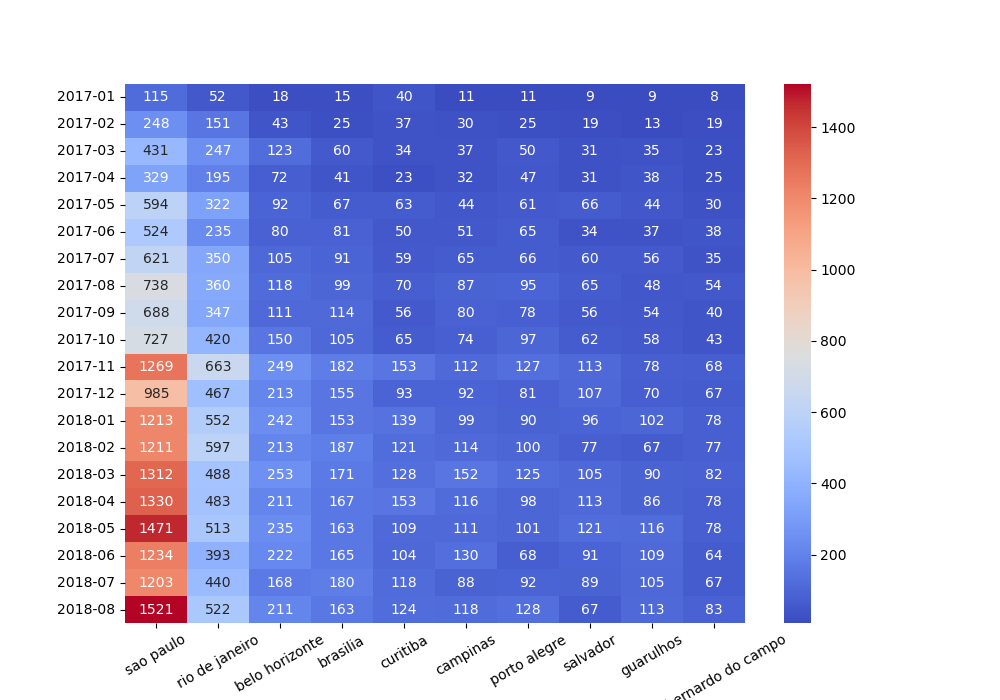 2017-01 115 52 18 15 40 11 11 9 9 8
2017-02 248 151 43 25 37 30 25 19 13 19
2017-03 431 247 123 60 34 37 50 31 35 23
2017-04 329 195 72 41 23 32 47 31 38 25
2017-05 594 322 92 67 63 44 61 66 44 30
2017-06 524 235 80 81 50 51 65 34 37 38
2017-07 621 350 105 91 59 65 66 60 56 35
2017-08 738 360 118 99 70 87 95 65 48 54
2017-09 688 347 111 114 56 80 78 56 54 40
2017-10 727 420 150 105 65 74 97 62 58 43
2017-11 1269 663 249 182 153 112 127 113 78 68
2017-12 985 467 213 155 93 92 81 107 70 67
2018-01 1213 552 242 153 139 99 90 96 102 78
2018-02 1211 597 213 187 121 114 100 77 67 77
2018-03 1312 488 253 171 128 152 125 105 90 82
2018-04 1330 483 211 167 153 116 98 113 86 78
2018-05 1471 513 235 163 109 111 101 121 116 78
2018-06 1234 393 222 165 104 130 68 91 109 64
2018-07 1203 440 168 180 118 88 92 89 105 67
2018-08 1521 522 211 163 124 118 128 67 113 83
sao paulo
rio de janeiro
belo horizonte
brasilia
curitiba
campinas
porto alegre
salvador
guarulhos
ernardo do campo
1400
1200
1000
800
600
400
200